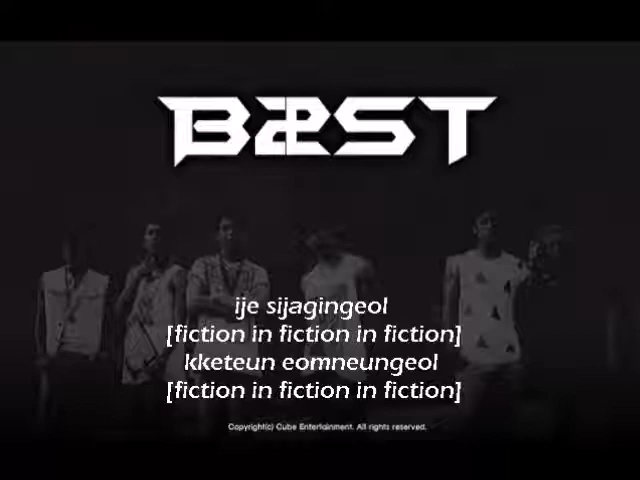 B2ST
ije sijagingeol
[fiction in fiction in fiction]
kketeun eomneungeol
[fiction in fiction in fiction]
Copyright(c) Cube Entertainment. All rights reserved.